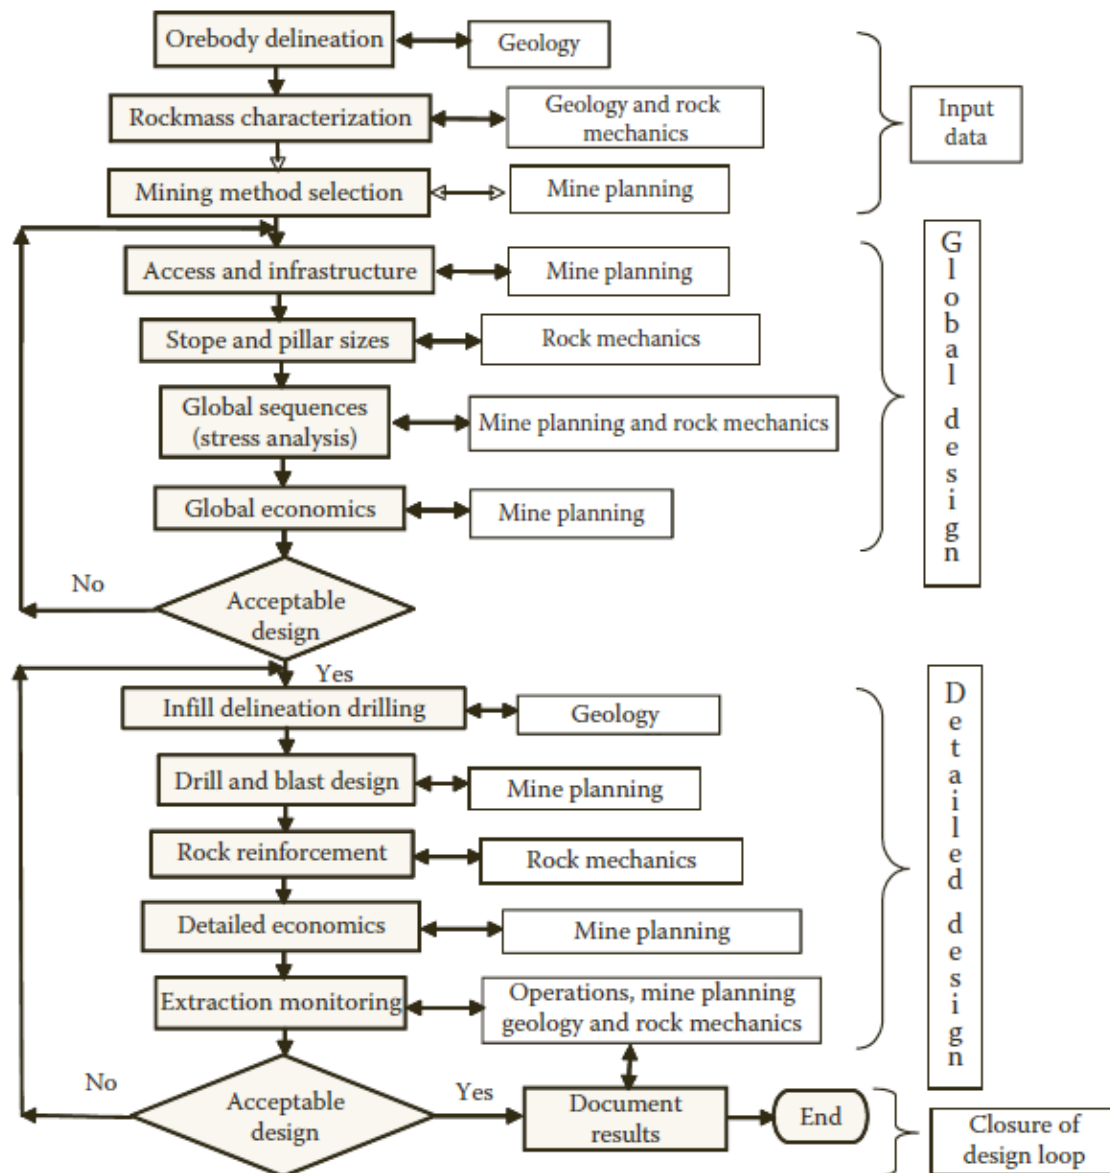 Orebody delineation
Geology
Rockmass characterization
Geology and rock
mechanics
Input
data
Mining method selection
Mine planning
Access and infrastructure
Mine planning
Stope and pillar sizes
Rock mechanics
Global sequences
(stress analysis)
Mine planning and rock mechanics
Global economics
Mine planning
Global design
No
Acceptable
design
Yes
Infill delineation drilling
Geology
Drill and blast design
Mine planning
Rock reinforcement
Rock mechanics
Detailed economics
Mine planning
Extraction monitoring
Operations, mine planning
geology and rock mechanics
Detailed design
No
Acceptable
design
Yes
Document
results
End
Closure of
design loop